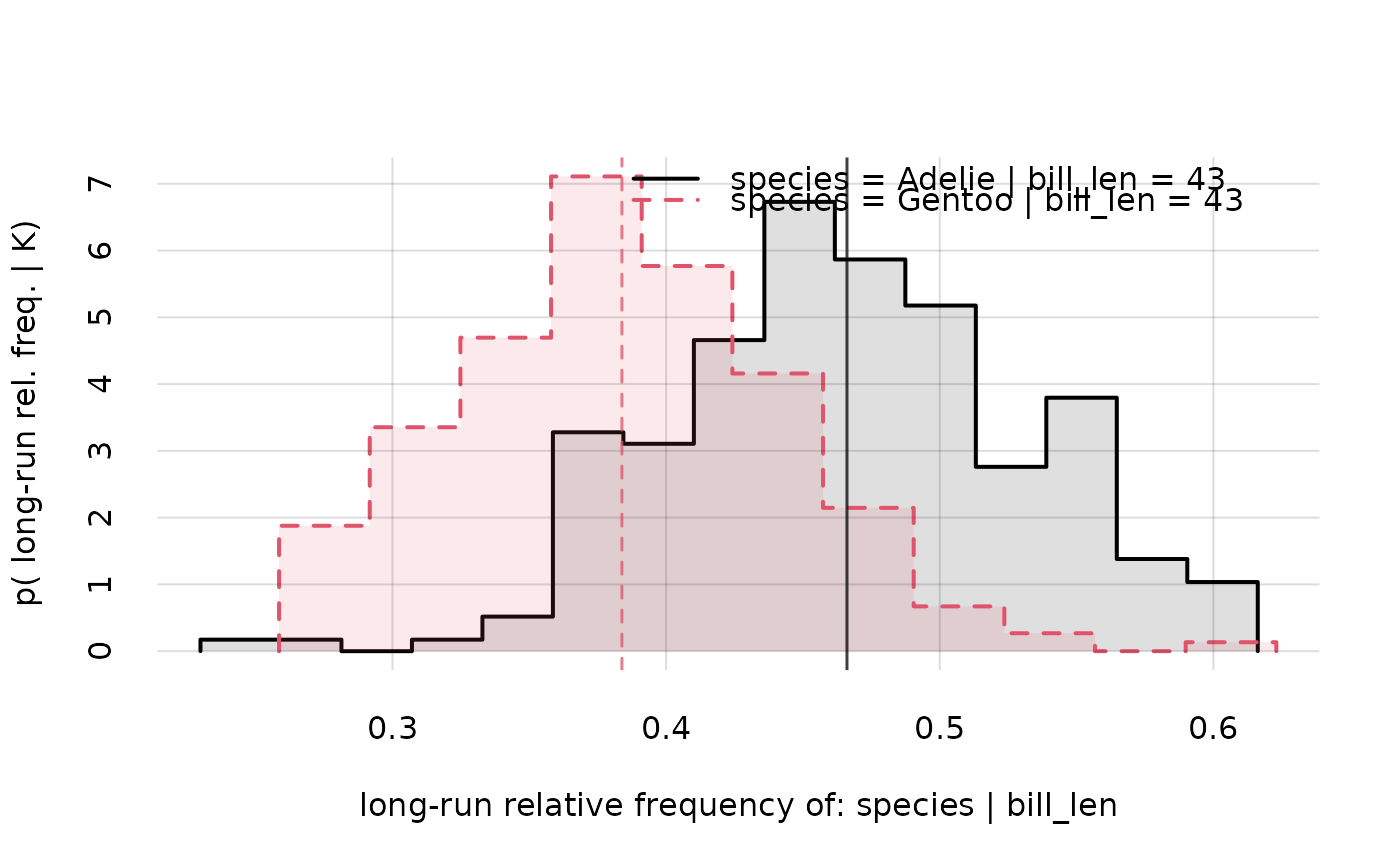 species = Adelie | bill_len = 43
species = Gentoo | bill_len = 43
p( long-run rel. freq. | K)
7
6
5
4
3
2
1
0
0.3 0.4 0.5 0.6
long-run relative frequency of: species | bill_len